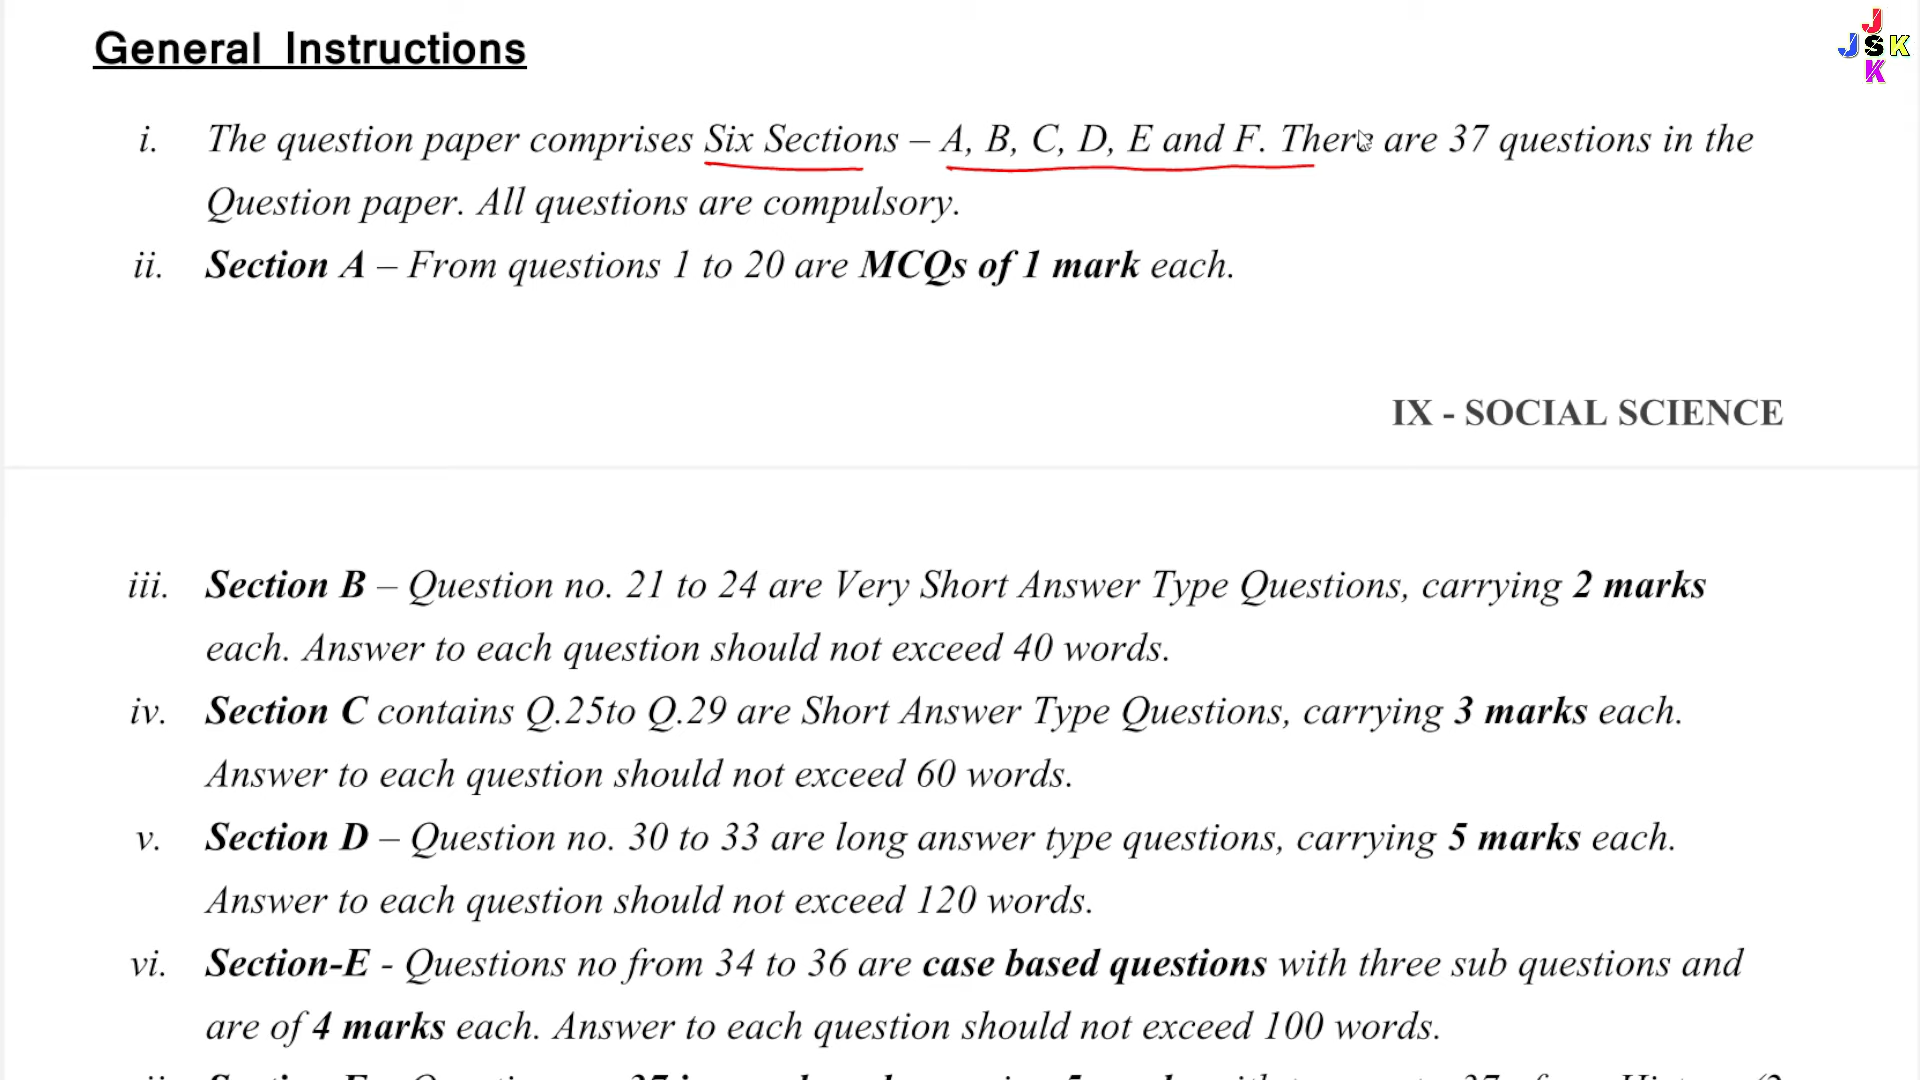 General Instructions
J
JSK
K
i. The question paper comprises Six Sections – A, B, C, D, E and F. There are 37 questions in the
Question paper. All questions are compulsory.
ii. Section A – From questions 1 to 20 are MCQs of 1 mark each.
IX - SOCIAL SCIENCE
iii. Section B – Question no. 21 to 24 are Very Short Answer Type Questions, carrying 2 marks
each. Answer to each question should not exceed 40 words.
iv. Section C contains Q.25to Q.29 are Short Answer Type Questions, carrying 3 marks each.
Answer to each question should not exceed 60 words.
v. Section D – Question no. 30 to 33 are long answer type questions, carrying 5 marks each.
Answer to each question should not exceed 120 words.
vi. Section-E - Questions no from 34 to 36 are case based questions with three sub questions and
are of 4 marks each. Answer to each question should not exceed 100 words.